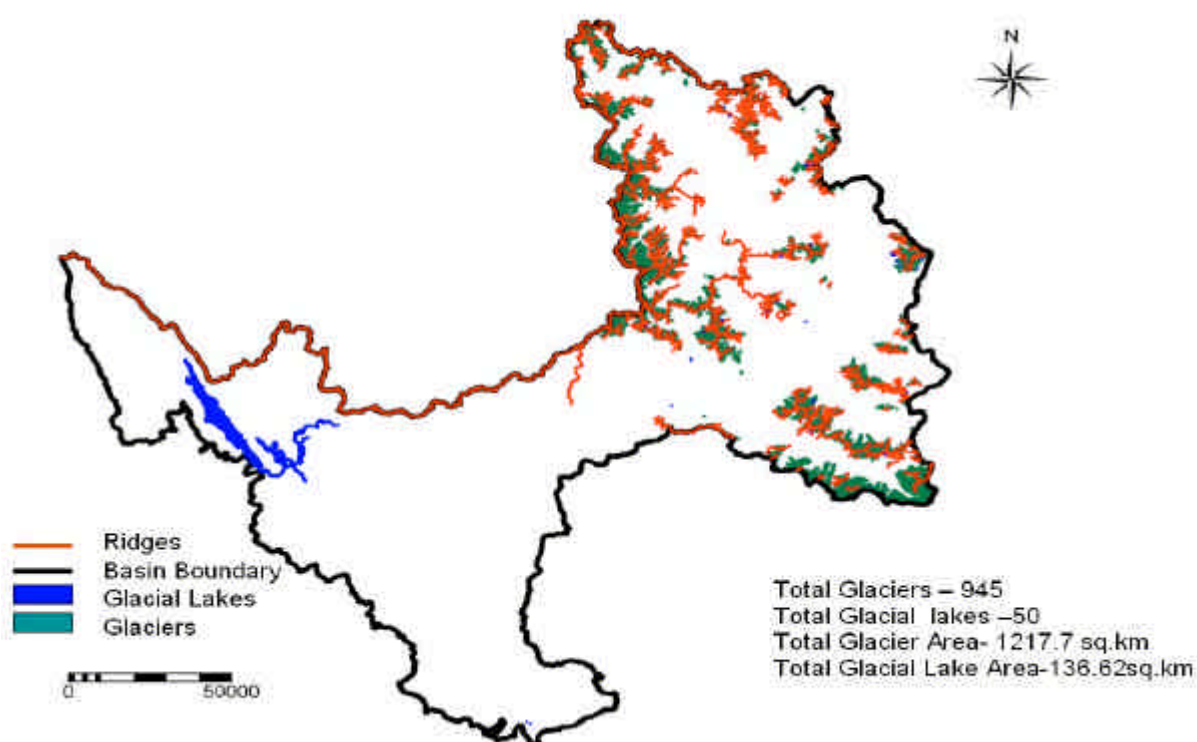 N
Ridges
Basin Boundary
Glacial Lakes
Glaciers
0 50000
Total Glaciers – 945
Total Glacial lakes –50
Total Glacier Area- 1217.7 sq.km
Total Glacial Lake Area-136.62sq.km